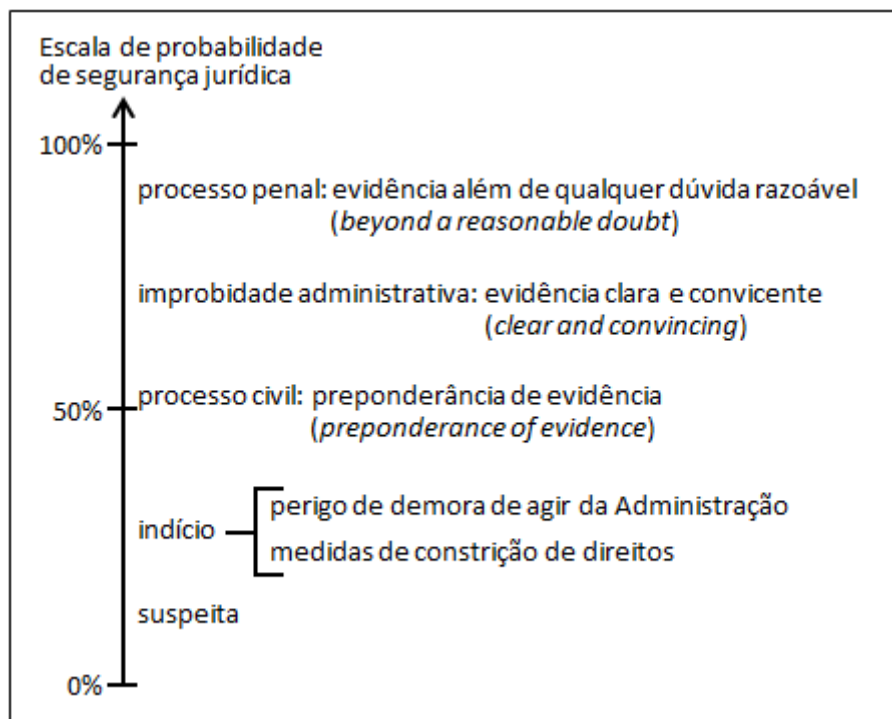 Escala de probabilidade
de segurança jurídica
100%
processo penal: evidência além de qualquer dúvida razoável
(beyond a reasonable doubt)
improbidade administrativa: evidência clara e convicente
(clear and convincing)
50%
processo civil: preponderância de evidência
(preponderance of evidence)
indício
perigo de demora de agir da Administração
medidas de constrição de direitos
suspeita
0%